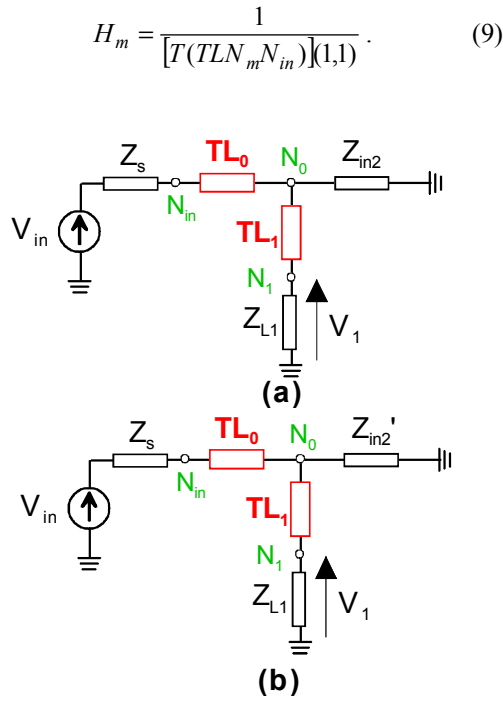 H_m = 1 / [T(TLN_m N_in)](1,1) . (9)
Z_s TL_0 N_0 Z_in2
N_in
V_in TL_1
N_1
Z_L1 V_1
(a)
Z_s TL_0 N_0 Z_in2'
N_in
V_in TL_1
N_1
Z_L1 V_1
(b)